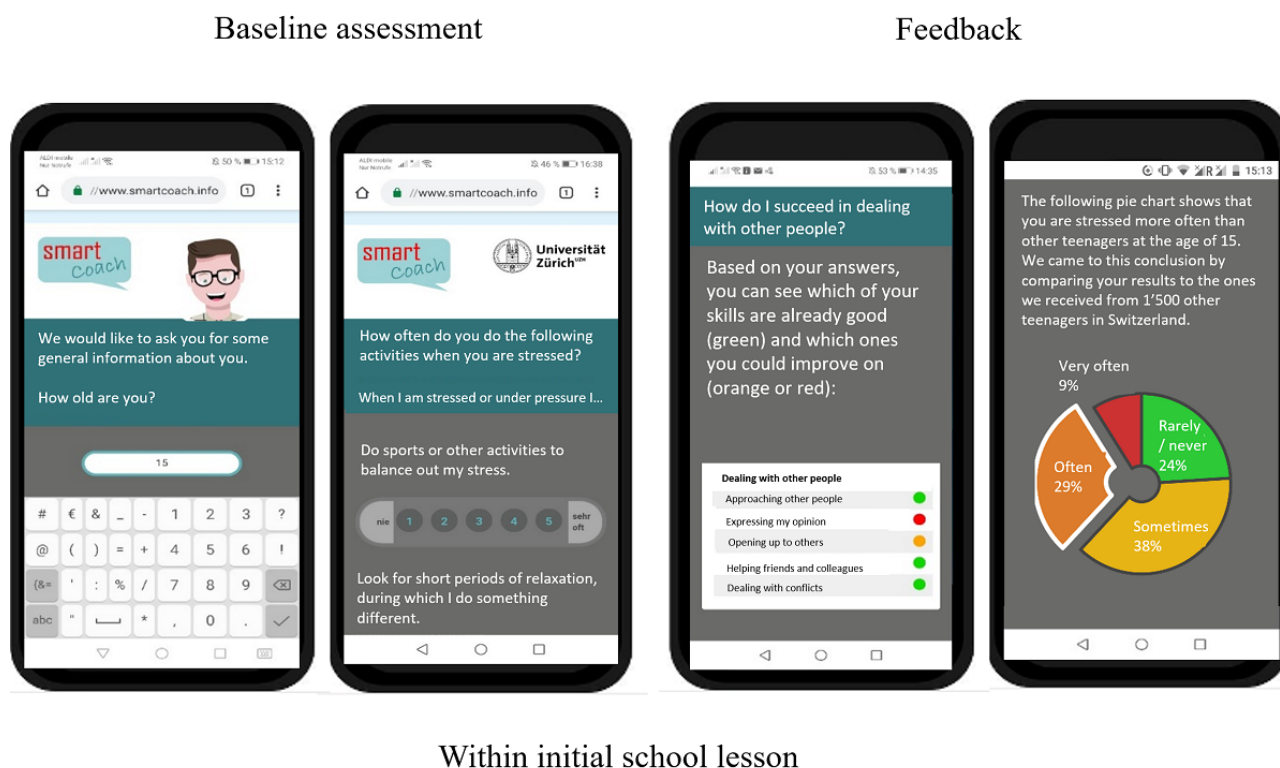 Baseline assessment
Feedback
ALDI mobile
Nur Notrufe
50 % 15:12
//www.smartcoach.info
1
smart
coach
We would like to ask you for some
general information about you.
How old are you?
15
# € & _ - 1 2 3 ?
@ ( ) = + 4 5 6 !
{&= ' : % / 7 8 9
abc " * , 0 .
ALDI mobile
Nur Notrufe
46 % 16:38
//www.smartcoach.info
1
smart
coach
Universität
Zürich UZH
How often do you do the following
activities when you are stressed?
When I am stressed or under pressure I...
Do sports or other activities to
balance out my stress.
nie 1 2 3 4 5 sehr
oft
Look for short periods of relaxation,
during which I do something
different.
53 % 14:35
How do I succeed in dealing
with other people?
Based on your answers,
you can see which of your
skills are already good
(green) and which ones
you could improve on
(orange or red):
Dealing with other people
Approaching other people
Expressing my opinion
Opening up to others
Helping friends and colleagues
Dealing with conflicts
R 15:13
The following pie chart shows that
you are stressed more often than
other teenagers at the age of 15.
We came to this conclusion by
comparing your results to the ones
we received from 1'500 other
teenagers in Switzerland.
Very often
9%
Rarely
/ never
24%
Often
29%
Sometimes
38%
Within initial school lesson